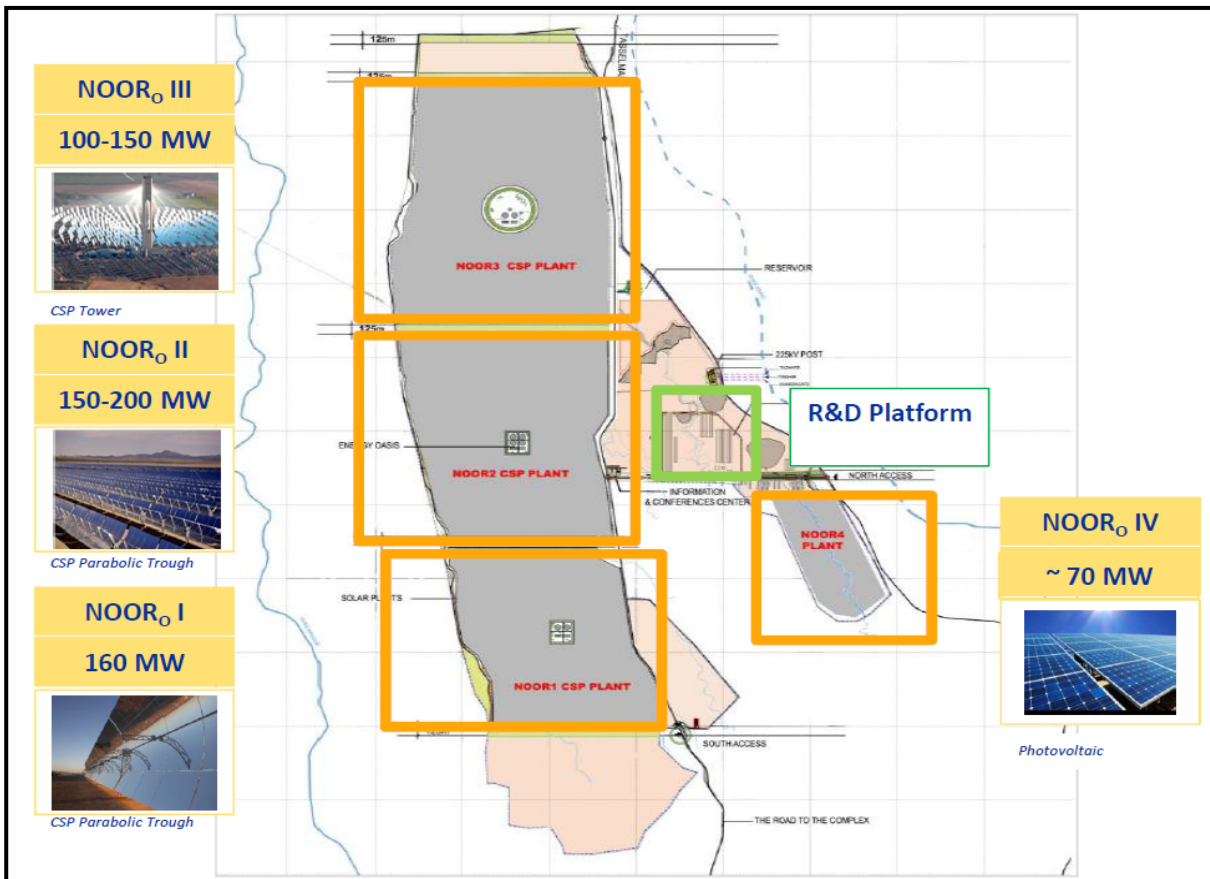 NOORₒ III
100-150 MW
CSP Tower
NOORₒ II
150-200 MW
CSP Parabolic Trough
NOORₒ I
160 MW
CSP Parabolic Trough
125m
125m
TASSELMA
NOOR3 CSP PLANT
RESERVOIR
125m
225kV POST
R&D Platform
ENERGY OASIS
NOOR2 CSP PLANT
NORTH ACCESS
INFORMATION
& CONFERENCES CENTER
NOOR4
PLANT
SOLAR PLANTS
NOOR1 CSP PLANT
SOUTH ACCESS
THE ROAD TO THE COMPLEX
NOORₒ IV
~ 70 MW
Photovoltaic